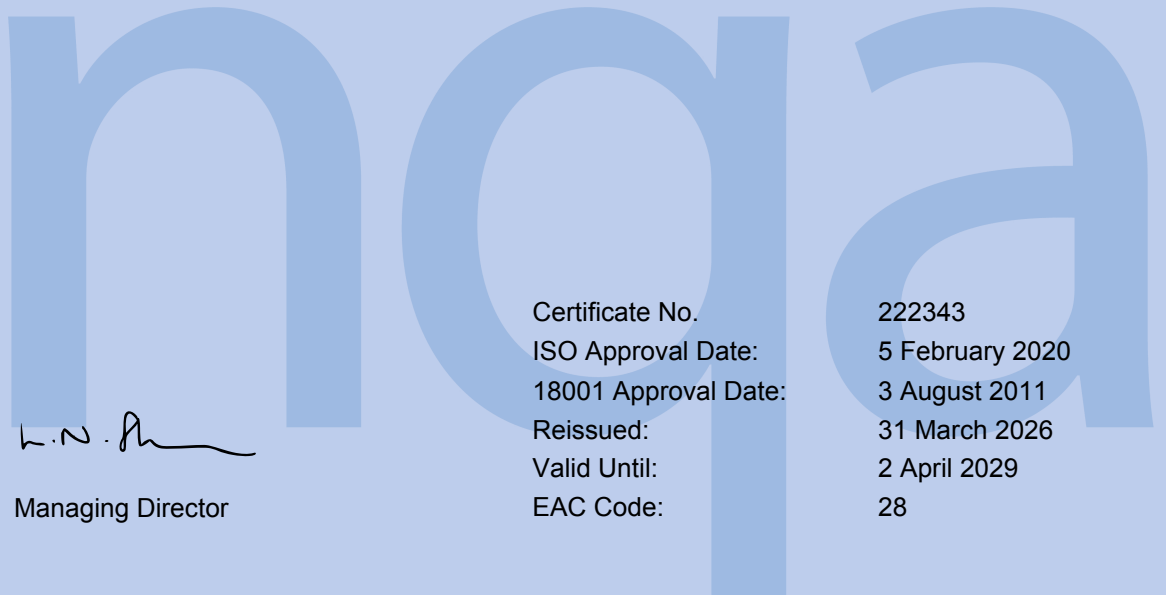 nqa
Certificate No. 222343
ISO Approval Date: 5 February 2020
18001 Approval Date: 3 August 2011
Reissued: 31 March 2026
Valid Until: 2 April 2029
EAC Code: 28
Managing Director